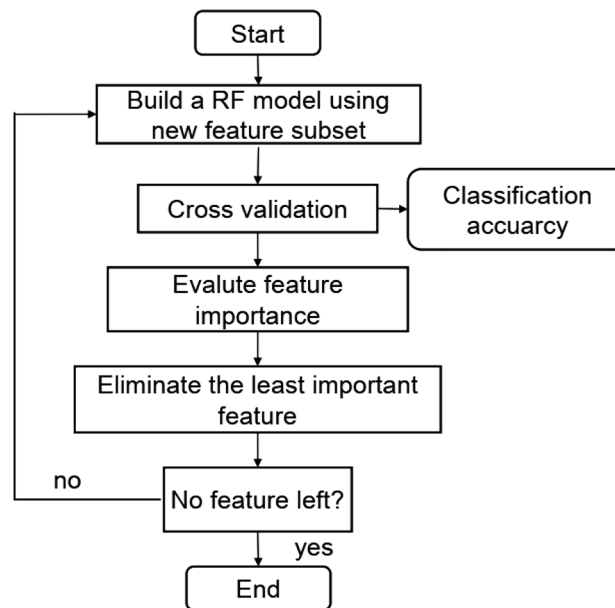 Start
Build a RF model using
new feature subset
Cross validation
Classification
accuarcy
Evalute feature
importance
Eliminate the least important
feature
no
No feature left?
yes
End